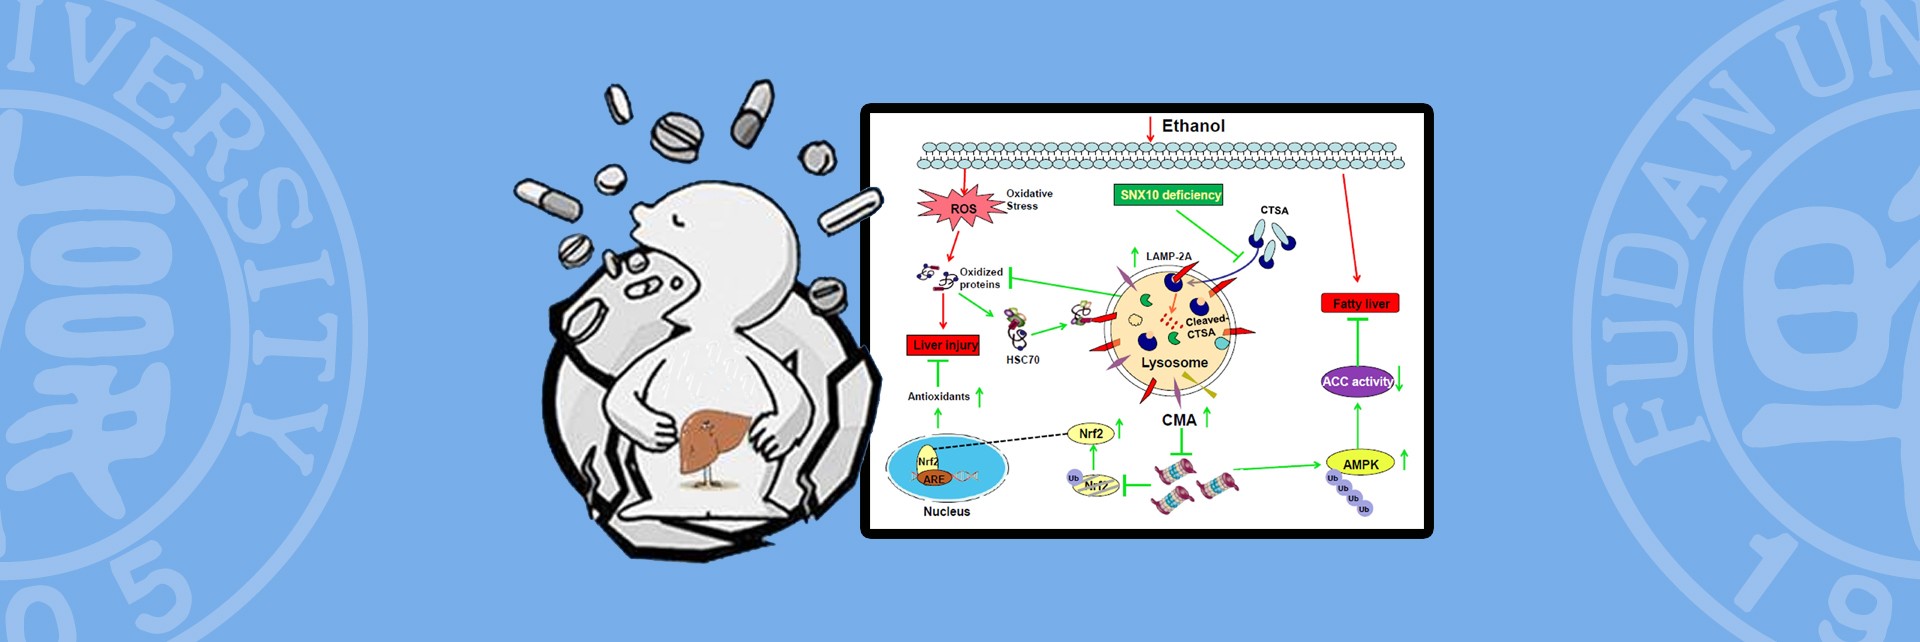 IVERSITY
05
FUDAN UN
19
Ethanol
ROS
Oxidative
Stress
SNX10 deficiency
CTSA
LAMP-2A
Oxidized
proteins
HSC70
Cleaved-
CTSA
Lysosome
Fatty liver
Liver injury
ACC activity
Antioxidants
CMA
Nrf2
Nrf2
ARE
Nucleus
Ub
Nrf2
AMPK
Ub
Ub
Ub
Ub